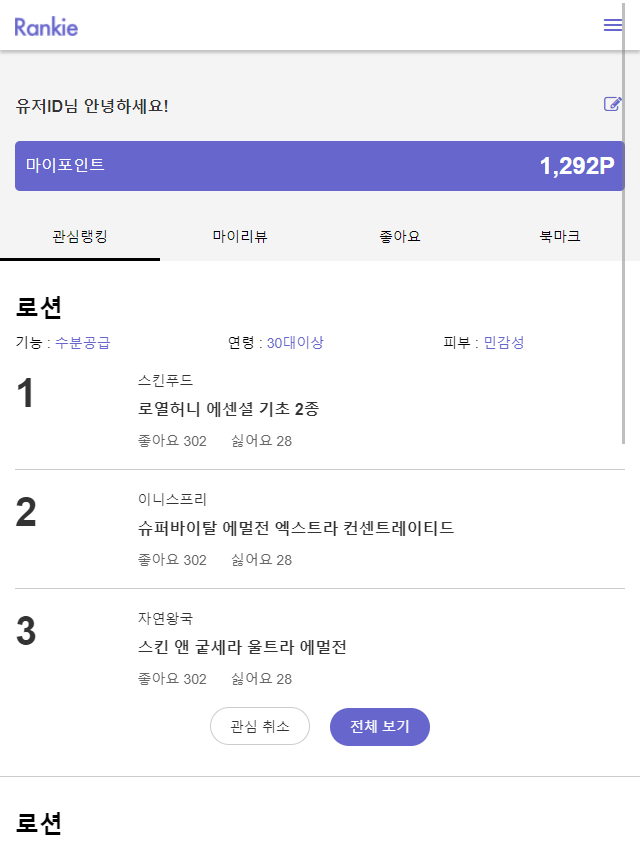 Rankie
유저ID님 안녕하세요!
마이포인트 1,292P
관심랭킹 마이리뷰 좋아요 북마크
로션
기능 : 수분공급 연령 : 30대이상 피부 : 민감성
1
스킨푸드
로열허니 에센셜 기초 2종
좋아요 302 싫어요 28
2
이니스프리
슈퍼바이탈 에멀전 엑스트라 컨센트레이티드
좋아요 302 싫어요 28
3
자연왕국
스킨 앤 굳세라 울트라 에멀전
좋아요 302 싫어요 28
관심 취소 전체 보기
로션